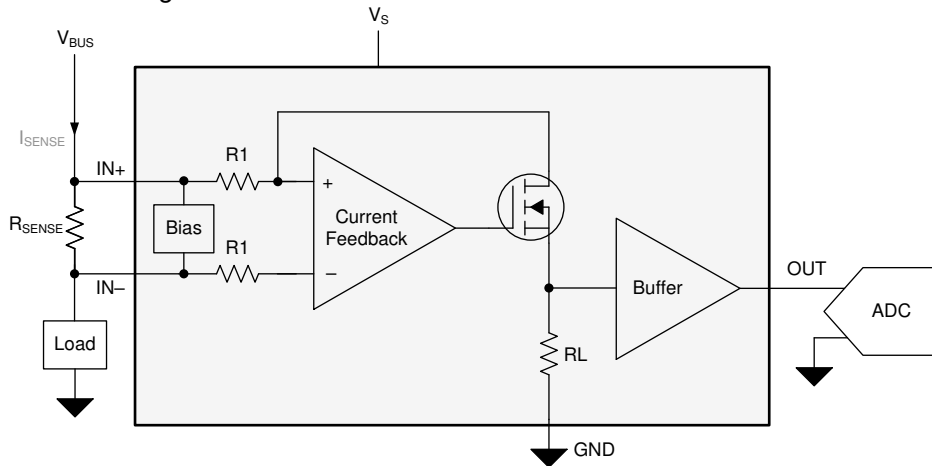 V_S
V_BUS
I_SENSE
IN+
R1
+
Current
Feedback
R_SENSE
Bias
R1
−
IN−
Load
Buffer
OUT
ADC
RL
GND